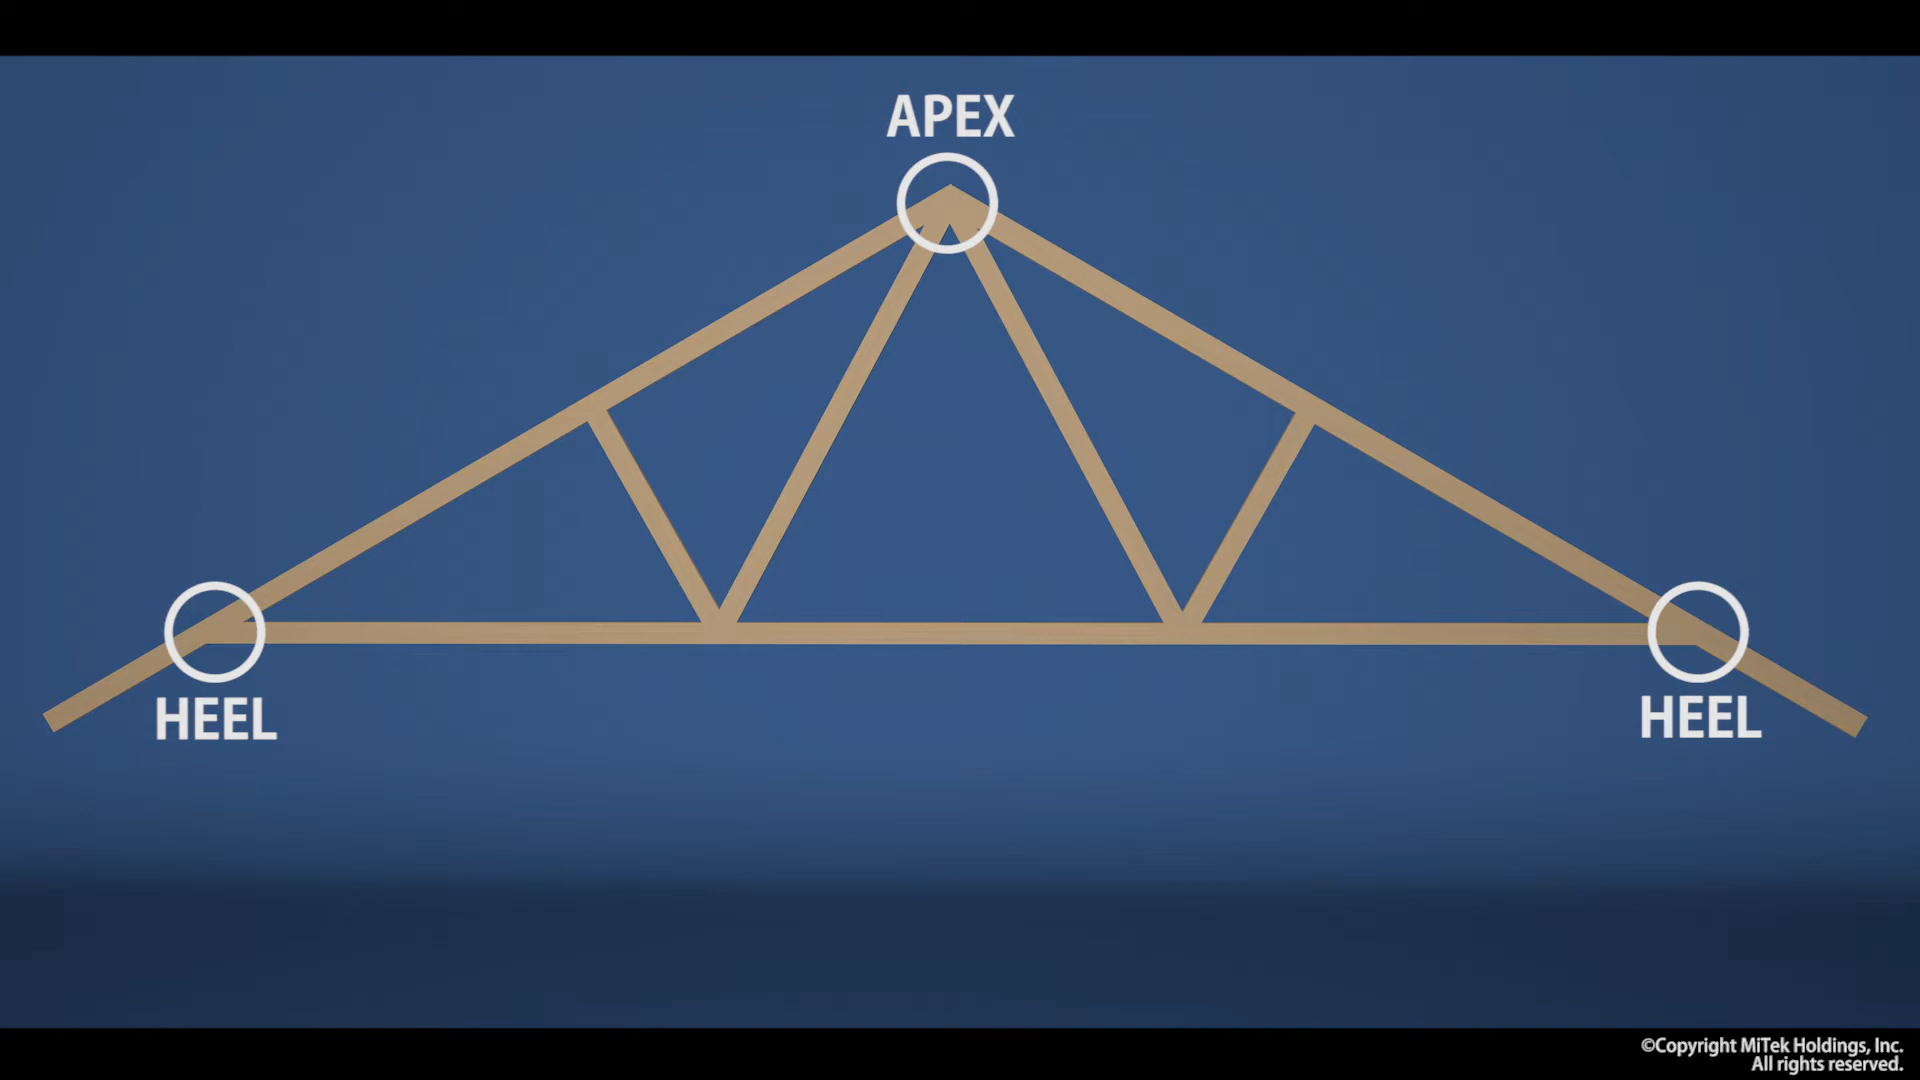 APEX
HEEL
HEEL
©Copyright MiTek Holdings, Inc.
All rights reserved.